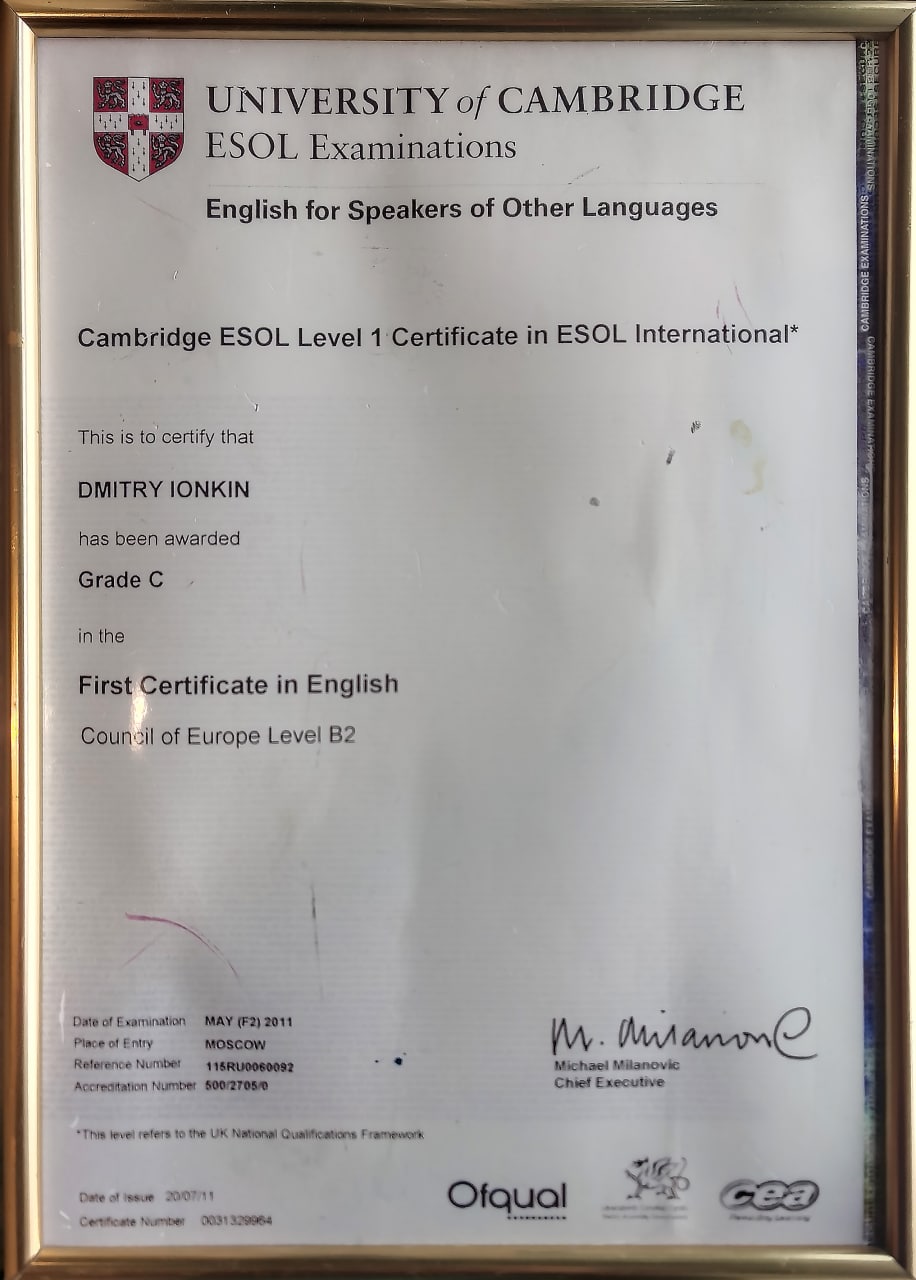 UNIVERSITY of CAMBRIDGE
ESOL Examinations
English for Speakers of Other Languages
Cambridge ESOL Level 1 Certificate in ESOL International*
This is to certify that
DMITRY IONKIN
has been awarded
Grade C
in the
First Certificate in English
Council of Europe Level B2
Date of Examination MAY (F2) 2011
Place of Entry MOSCOW
Reference Number 115RU0060092
Accreditation Number 500/2705/0
M. Milanovic
Michael Milanovic
Chief Executive
*This level refers to the UK National Qualifications Framework
Date of Issue 20/07/11
Certificate Number 0031329964
Ofqual
cea
CAMBRIDGE EXAMINATIONS
CAMBRIDGE EXAMINATIONS